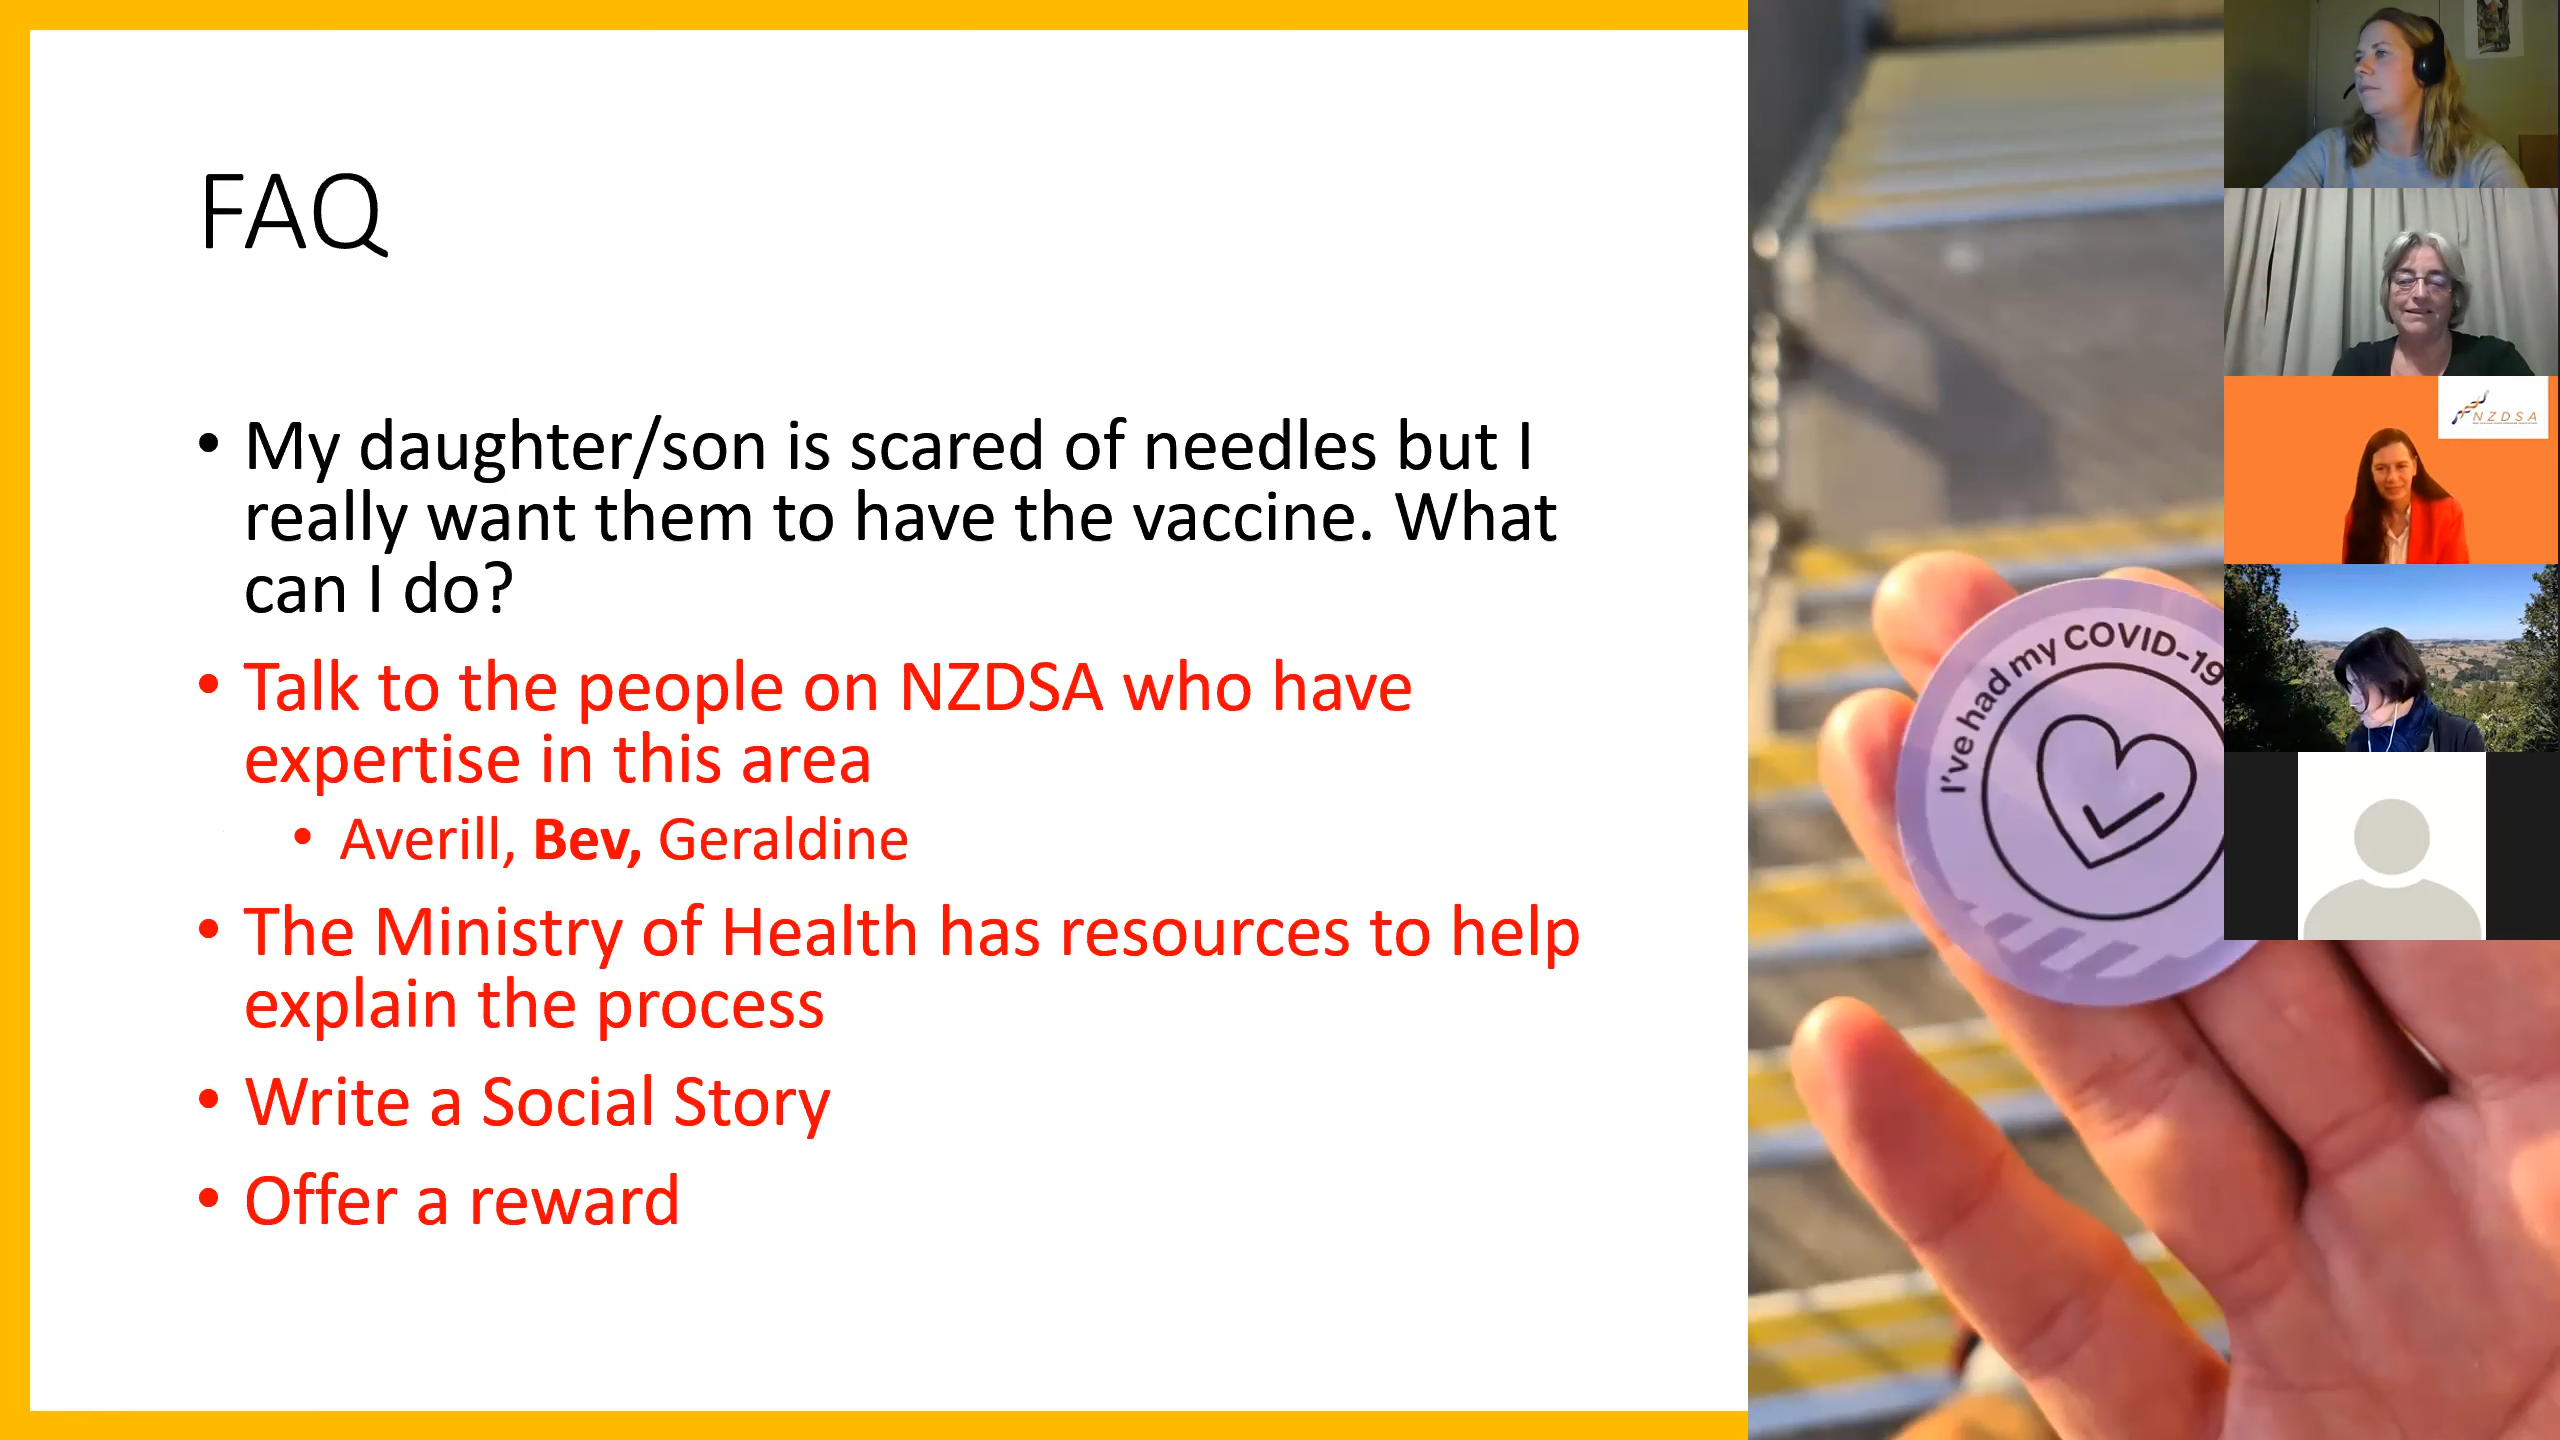 FAQ
• My daughter/son is scared of needles but I
really want them to have the vaccine. What
can I do?
• Talk to the people on NZDSA who have
expertise in this area
• Averill, Bev, Geraldine
• The Ministry of Health has resources to help
explain the process
• Write a Social Story
• Offer a reward
I've had my COVID-19
NZDSA